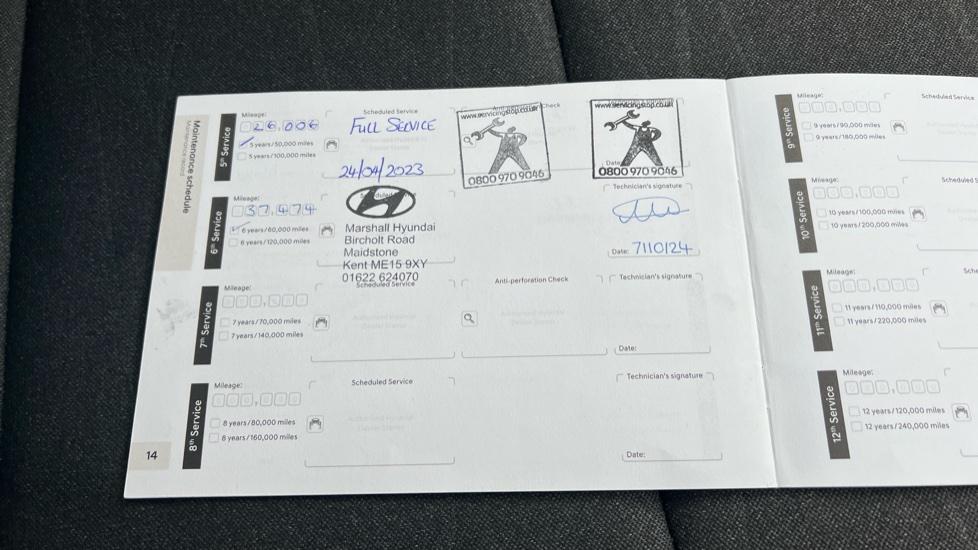 Maintenance schedule
Maintenance record
5th Service
Mileage:
26,006
5 years/50,000 miles
5 years/100,000 miles
Scheduled Service
FULL SERVICE
24/04/2023
www.servicingstop.co.uk
Check
0800 970 9046
www.servicingstop.co.uk
Date:
0800 970 9046
6th Service
Mileage:
37,474
6 years/60,000 miles
6 years/120,000 miles
Marshall Hyundai
Bircholt Road
Maidstone
Kent ME15 9XY
01622 624070
Technician's signature
Date: 7/10/24
7th Service
Mileage:
7 years/70,000 miles
7 years/140,000 miles
Scheduled Service
Anti-perforation Check
Technician's signature
Date:
8th Service
Mileage:
8 years/80,000 miles
8 years/160,000 miles
Scheduled Service
Technician's signature
Date:
14
9th Service
Mileage:
9 years/90,000 miles
9 years/180,000 miles
Scheduled Service
10th Service
Mileage:
10 years/100,000 miles
10 years/200,000 miles
Scheduled S
11th Service
Mileage:
11 years/110,000 miles
11 years/220,000 miles
Sche
12th Service
Mileage:
12 years/120,000 miles
12 years/240,000 miles